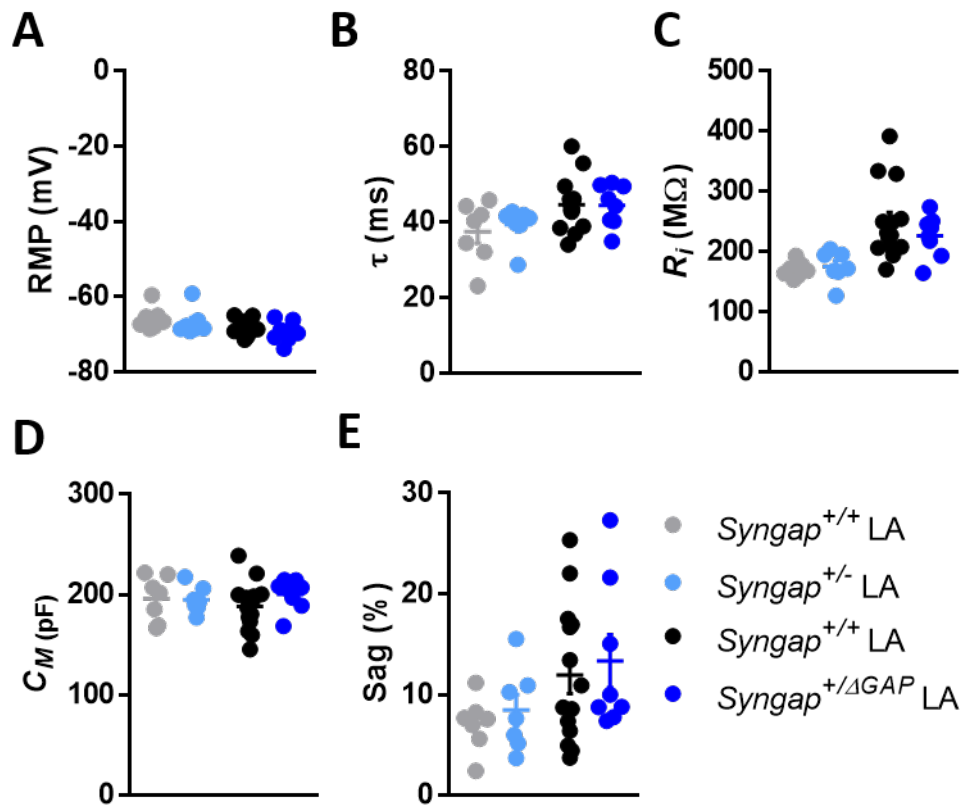 A
RMP (mV)
0
-20
-40
-60
-80
B
τ (ms)
80
60
40
20
0
C
Ri (MΩ)
500
400
300
200
100
0
D
CM (pF)
300
200
100
0
E
Sag (%)
30
20
10
0
Syngap+/+ LA
Syngap+/- LA
Syngap+/+ LA
Syngap+/ΔGAP LA